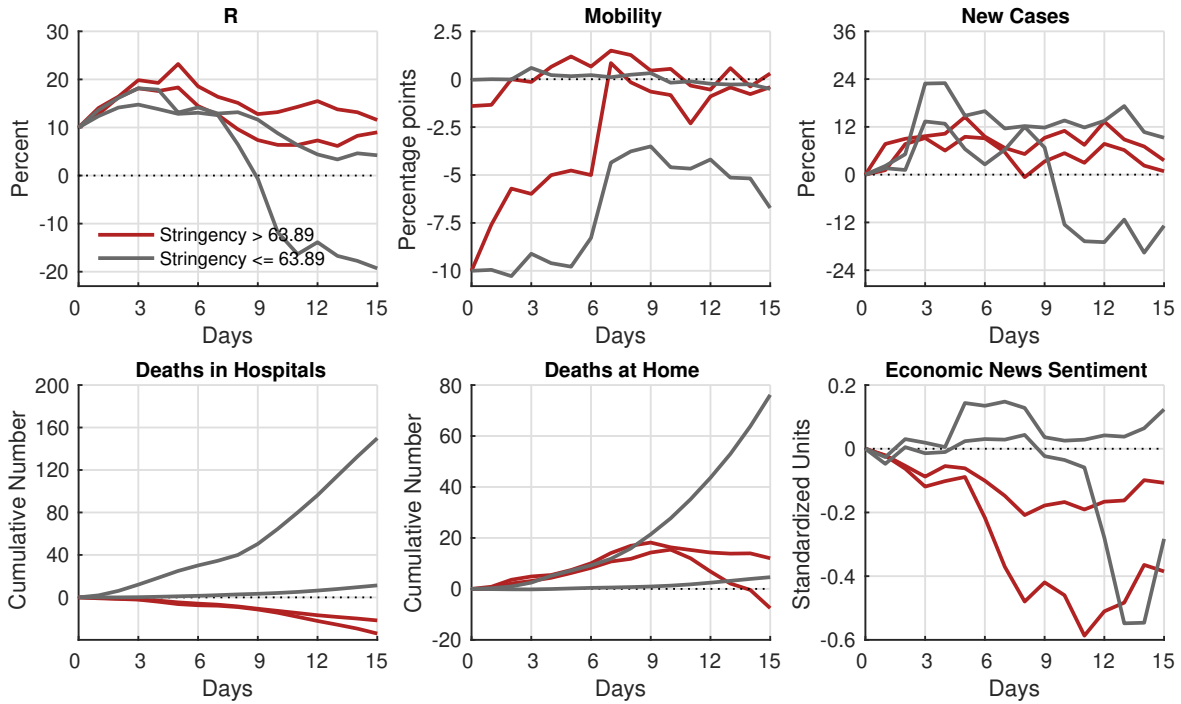 R
30
20
10
0
-10
-20
Percent
Stringency > 63.89
Stringency <= 63.89
0 3 6 9 12 15
Days
Mobility
2.5
0
-2.5
-5
-7.5
-10
Percentage points
0 3 6 9 12 15
Days
New Cases
36
24
12
0
-12
-24
Percent
0 3 6 9 12 15
Days
Deaths in Hospitals
200
160
120
80
40
0
Cumulative Number
0 3 6 9 12 15
Days
Deaths at Home
80
60
40
20
0
-20
Cumulative Number
0 3 6 9 12 15
Days
Economic News Sentiment
0.2
0
-0.2
-0.4
-0.6
Standardized Units
0 3 6 9 12 15
Days